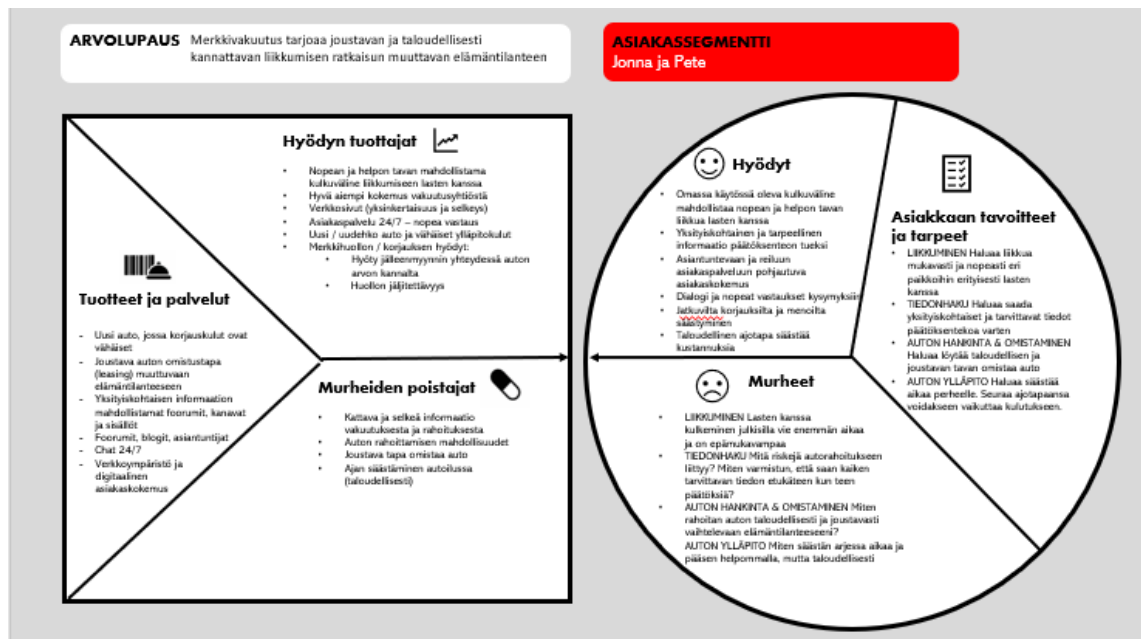 ARVOLUPAUS Merkkivakuutus tarjoaa joustavan ja taloudellisesti
kannattavan liikkumisen ratkaisun muuttavan elämäntilanteen
ASIAKASSEGMENTTI
Jonna ja Pete
Hyödyn tuottajat
• Nopean ja helpon tavan mahdollistama
kulkuväline liikkumiseen lasten kanssa
• Hyvä aiempi kokemus vakuutusyhtiöstä
• Verkkosivut (yksinkertaisuus ja selkeys)
• Asiakaspalvelu 24/7 – nopea vastaus
• Uusi / uudehko auto ja vähäiset ylläpitokulut
• Merkkihuollon / korjauksen hyödyt:
• Hyöty jälleenmyynnin yhteydessä auton
arvon kannalta
• Huollon jäljitettävyys
Tuotteet ja palvelut
- Uusi auto, jossa korjauskulut ovat
vähäiset
- Joustava auton omistustapa
(leasing) muuttuvaan
elämäntilanteeseen
- Yksityiskohtaisen informaation
mahdollistamat foorumit, kanavat
ja sisällöt
- Foorumit, blogit, asiantuntijat
- Chat 24/7
- Verkkoympäristö ja
digitaalinen
asiakaskokemus
Murheiden poistajat
• Kattava ja selkeä informaatio
vakuutuksesta ja rahoituksesta
• Auton rahoittamisen mahdollisuudet
• Joustava tapa omistaa auto
• Ajan säästäminen autoilussa
(taloudellisesti)
Hyödyt
• Omassa käytössä oleva kulkuväline
mahdollistaa nopean ja helpon tavan
liikkua lasten kanssa
• Yksityiskohtainen ja tarpeellinen
informaatio päätöksenteon tueksi
• Asiantuntevaan ja reiluun
asiakaspalveluun pohjautuva
asiakaskokemus
• Dialogi ja nopeat vastaukset kysymyksiin
• Jatkuvilta korjauksilta ja menoilta
säästyminen
• Taloudellinen ajotapa säästää
kustannuksia
Asiakkaan tavoitteet
ja tarpeet
• LIIKKUMINEN Haluaa liikkua
mukavasti ja nopeasti eri
paikkoihin erityisesti lasten
kanssa
• TIEDONHAKU Haluaa saada
yksityiskohtaiset ja tarvittavat tiedot
päätöksentekoa varten
• AUTON HANKINTA & OMISTAMINEN
Haluaa löytää taloudellisen ja
joustavan tavan omistaa auto
• AUTON YLLÄPITO Haluaa säästää
aikaa perheelle. Seuraa ajotapaansa
voidakseen vaikuttaa kulutukseen.
Murheet
• LIIKKUMINEN Lasten kanssa
kulkeminen julkisilla vie enemmän aikaa
ja on epämukavampaa
• TIEDONHAKU Mitä riskejä autorahoitukseen
liittyy? Miten varmistun, että saan kaiken
tarvittavan tiedon etukäteen kun teen
päätöksiä?
• AUTON HANKINTA & OMISTAMINEN Miten
rahoitan auton taloudellisesti ja joustavasti
vaihtelevaan elämäntilanteeseeni?
AUTON YLLÄPITO Miten säästän arjessa aikaa ja
pääsen helpommalla, mutta taloudellisesti